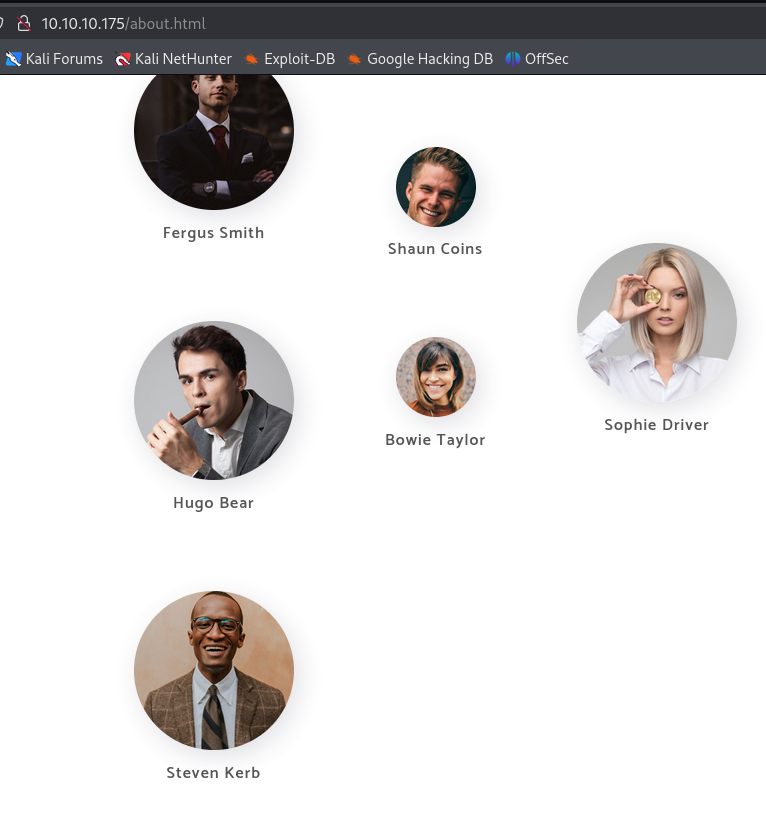 10.10.10.175/about.html
Kali Forums Kali NetHunter Exploit-DB Google Hacking DB OffSec
Fergus Smith
Shaun Coins
Sophie Driver
Bowie Taylor
Hugo Bear
Steven Kerb